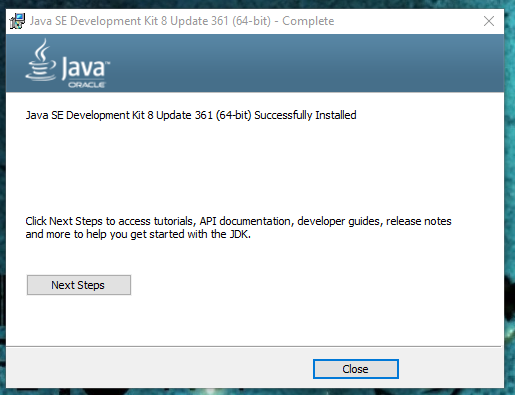 Java SE Development Kit 8 Update 361 (64-bit) - Complete
Java™
ORACLE
Java SE Development Kit 8 Update 361 (64-bit) Successfully Installed
Click Next Steps to access tutorials, API documentation, developer guides, release notes
and more to help you get started with the JDK.
Next Steps
Close